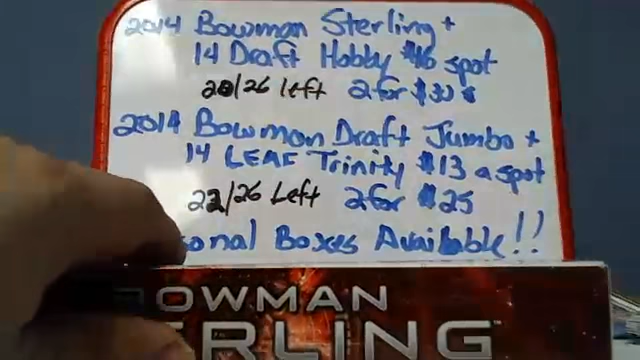 2014 Bowman Sterling +
14 Draft Hobby $16 spot
20/26 left 2 for $30
2014 Bowman Draft Jumbo +
14 LEAF Trinity $13 a spot
22/26 Left 2 for $25
onal Boxes Available!!
BOWMAN
ERLING